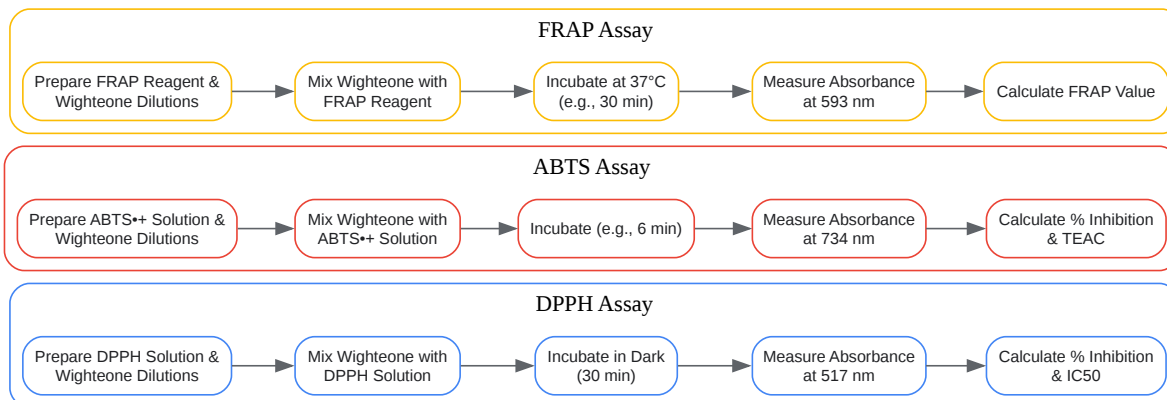 FRAP Assay
Prepare FRAP Reagent &
Wighteone Dilutions
Mix Wighteone with
FRAP Reagent
Incubate at 37°C
(e.g., 30 min)
Measure Absorbance
at 593 nm
Calculate FRAP Value
ABTS Assay
Prepare ABTS•+ Solution &
Wighteone Dilutions
Mix Wighteone with
ABTS•+ Solution
Incubate (e.g., 6 min)
Measure Absorbance
at 734 nm
Calculate % Inhibition
& TEAC
DPPH Assay
Prepare DPPH Solution &
Wighteone Dilutions
Mix Wighteone with
DPPH Solution
Incubate in Dark
(30 min)
Measure Absorbance
at 517 nm
Calculate % Inhibition
& IC50